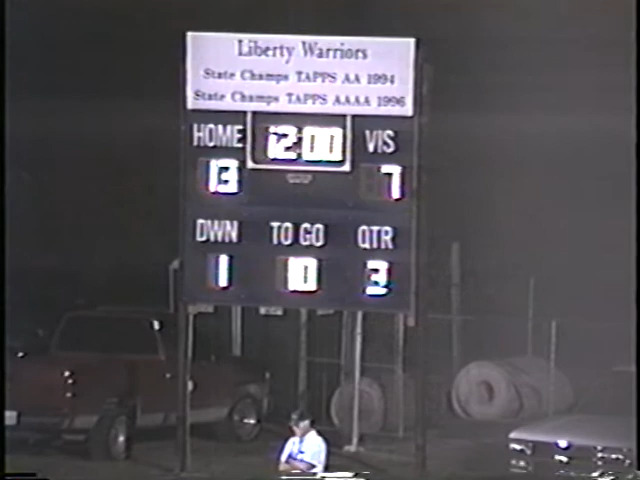 Liberty Warriors
State Champs TAPPS AA 1994
State Champs TAPPS AAAA 1996
HOME 12:00 VIS
13 7
DWN TO GO QTR
1 10 3